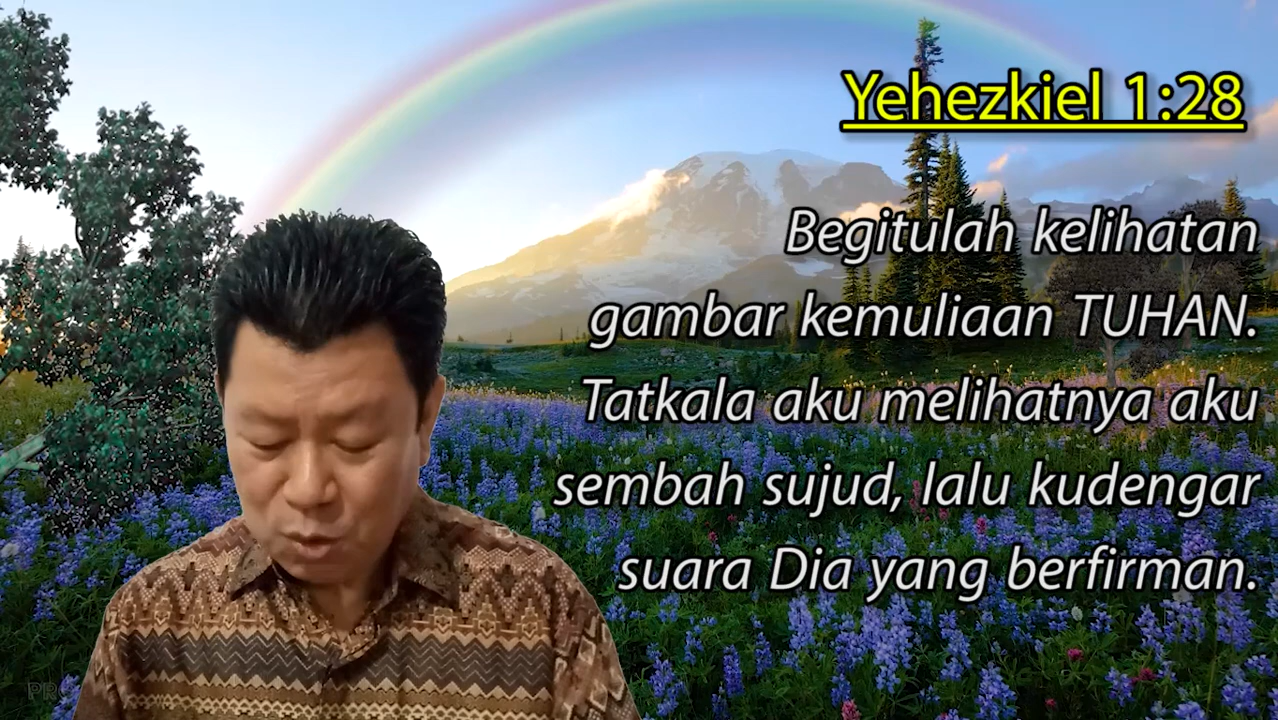 Yehezkiel 1:28
Begitulah kelihatan
gambar kemuliaan TUHAN.
Tatkala aku melihatnya aku
sembah sujud, lalu kudengar
suara Dia yang berfirman.